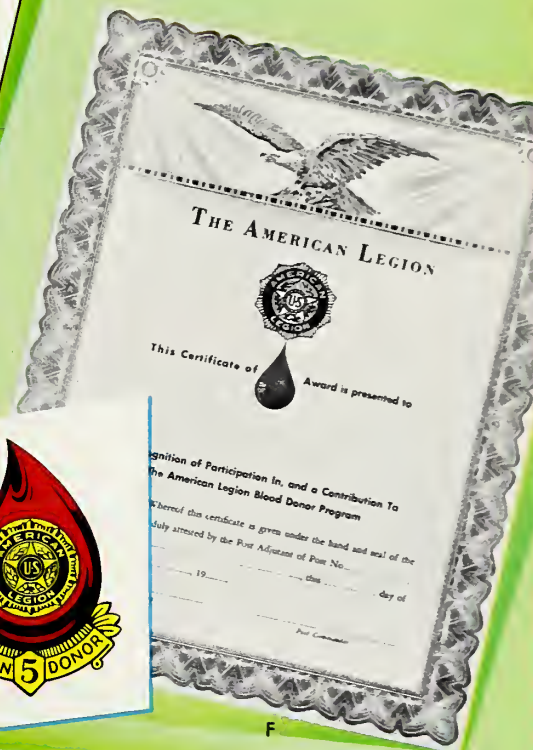 THE AMERICAN LEGION
AMERICAN
US
LEGION
This Certificate of Award is presented to
gnition of Participation In, and a Contribution To
he American Legion Blood Donor Program
Whereof this certificate is given under the hand and seal of the
duly attested by the Post Adjutant of Post No.
19 this day of
Post Commander
AMERICAN
US
LEGION
N 5 DONOR
F